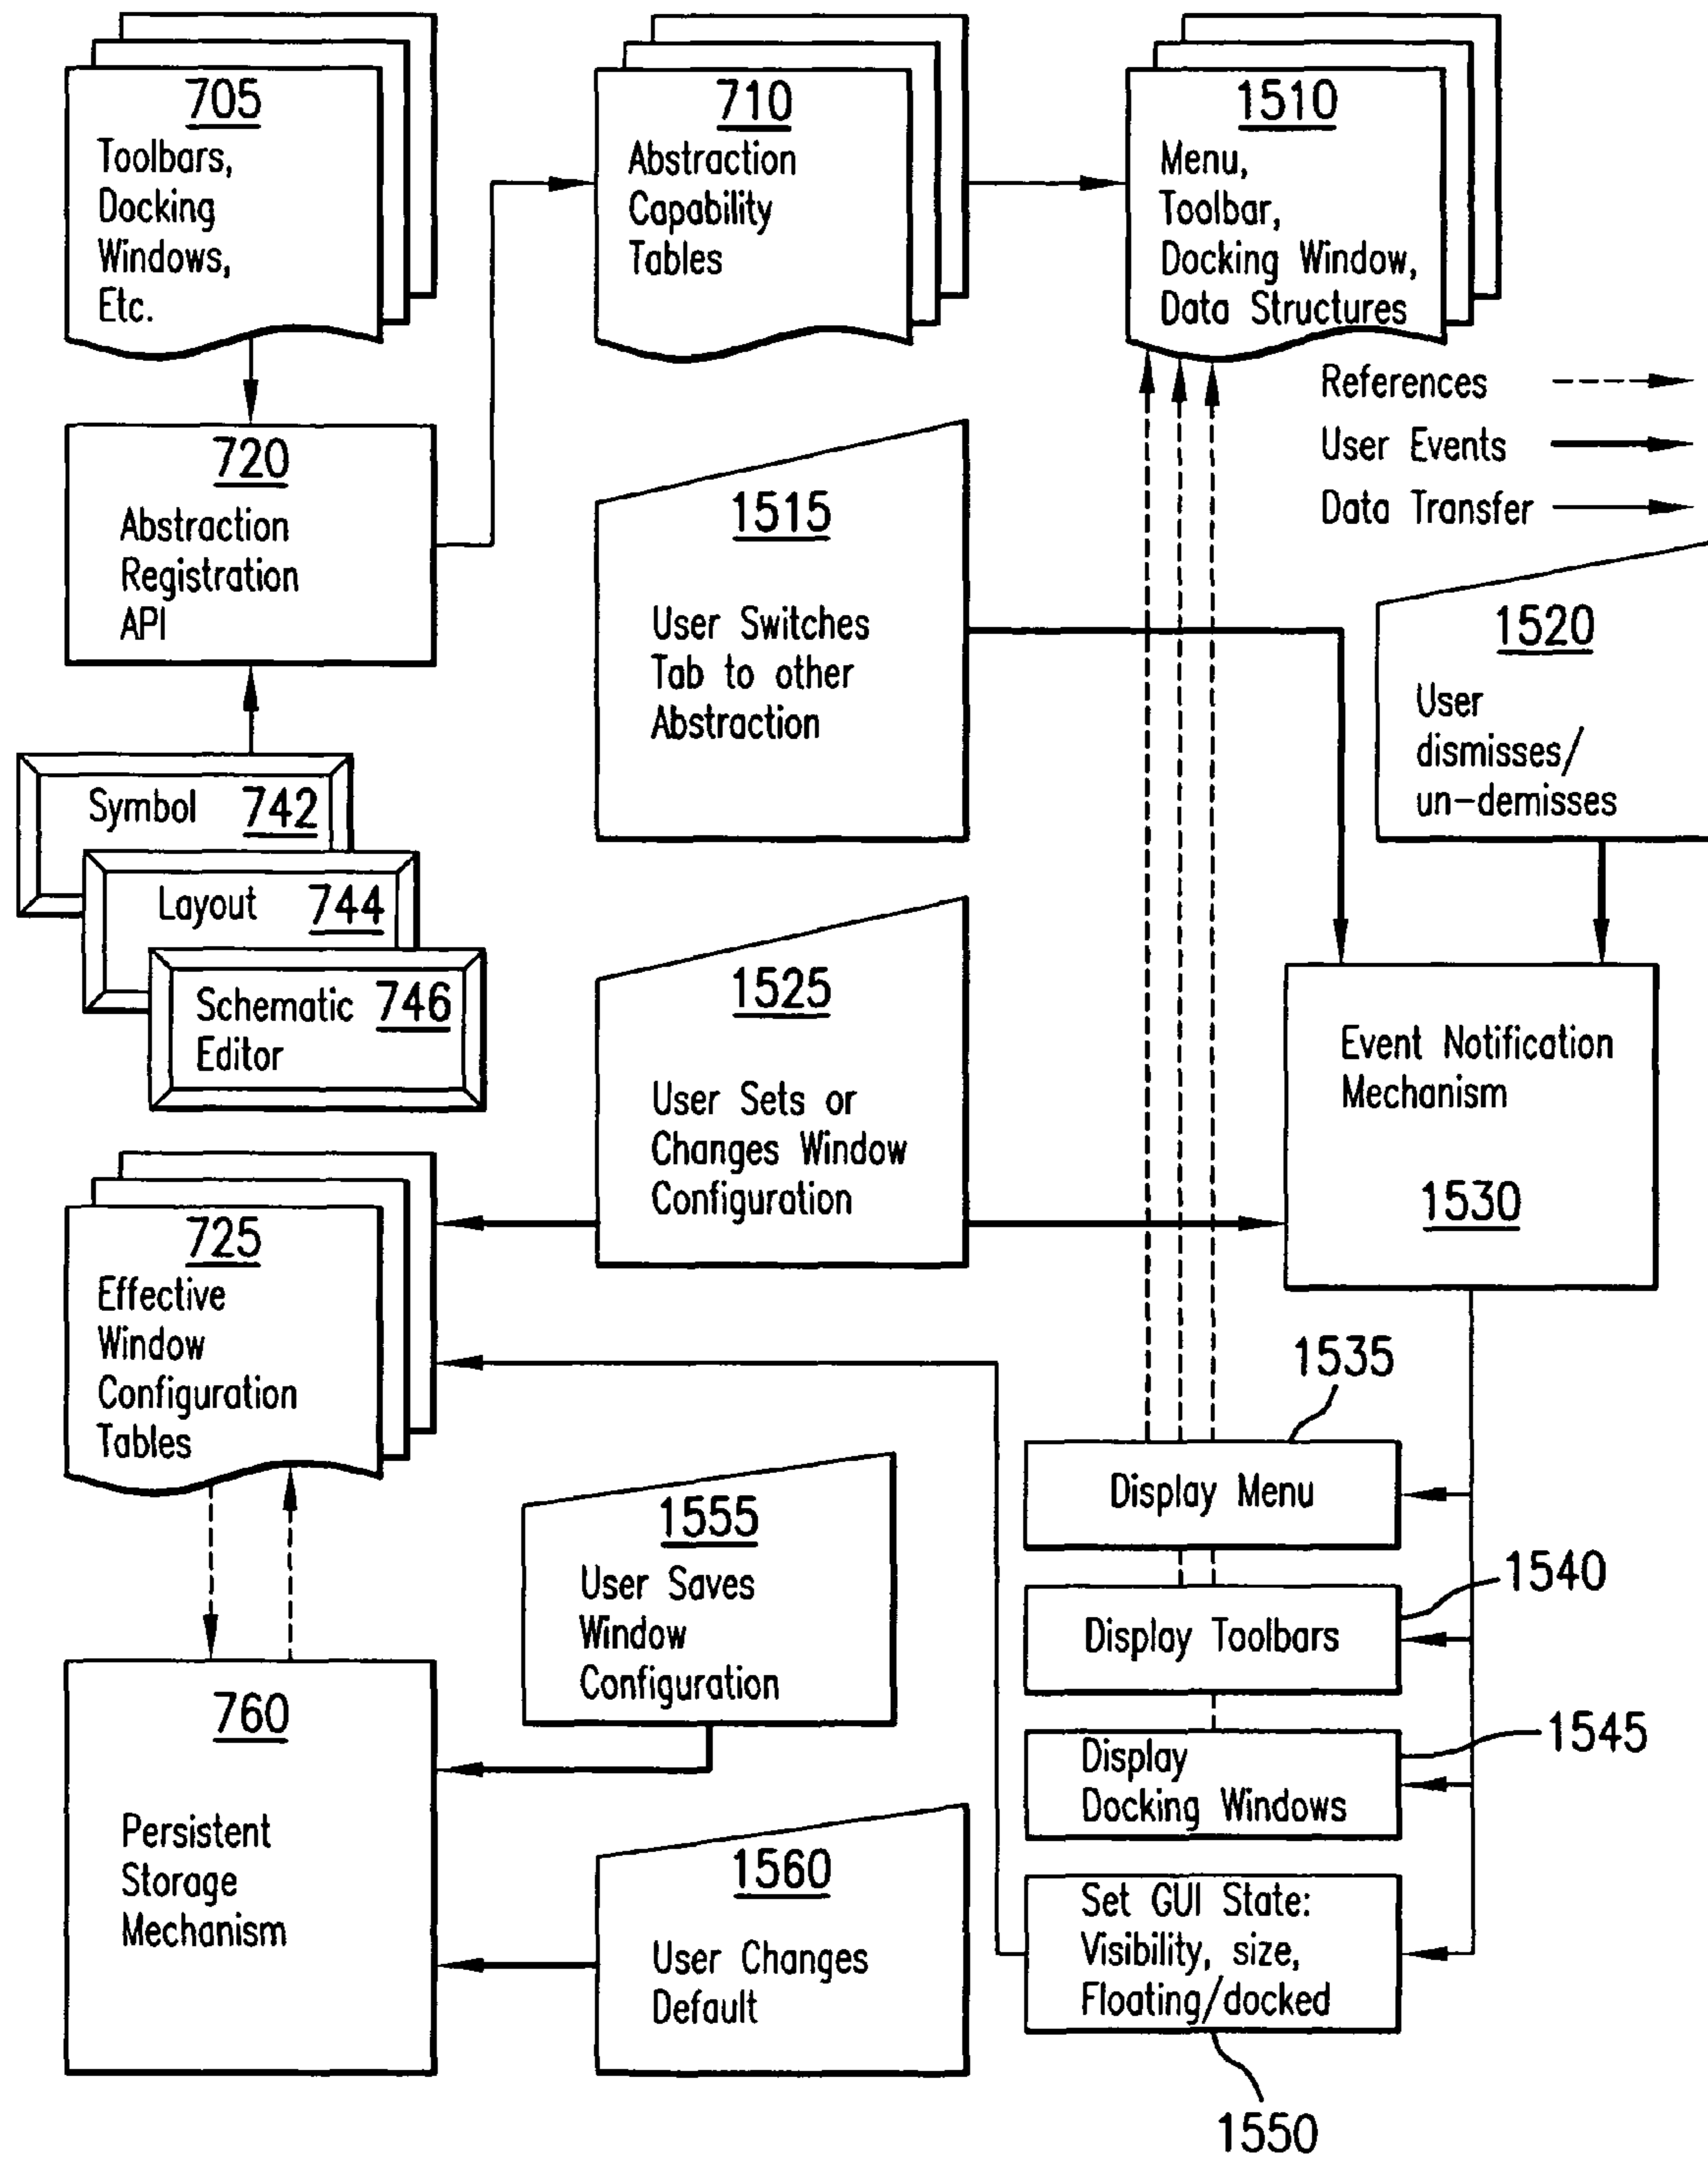 705
Toolbars,
Docking
Windows,
Etc.
710
Abstraction
Capability
Tables
1510
Menu,
Toolbar,
Docking Window,
Data Structures
References
User Events
Data Transfer
720
Abstraction
Registration
API
1515
User Switches
Tab to other
Abstraction
1520
User
dismisses/
un-demisses
Symbol 742
Layout 744
Schematic 746
Editor
1525
User Sets or
Changes Window
Configuration
Event Notification
Mechanism
1530
725
Effective
Window
Configuration
Tables
1535
Display Menu
1555
User Saves
Window
Configuration
1540
Display Toolbars
1545
Display
Docking Windows
760
Persistent
Storage
Mechanism
1560
User Changes
Default
Set GUI State:
Visibility, size,
Floating/docked
1550